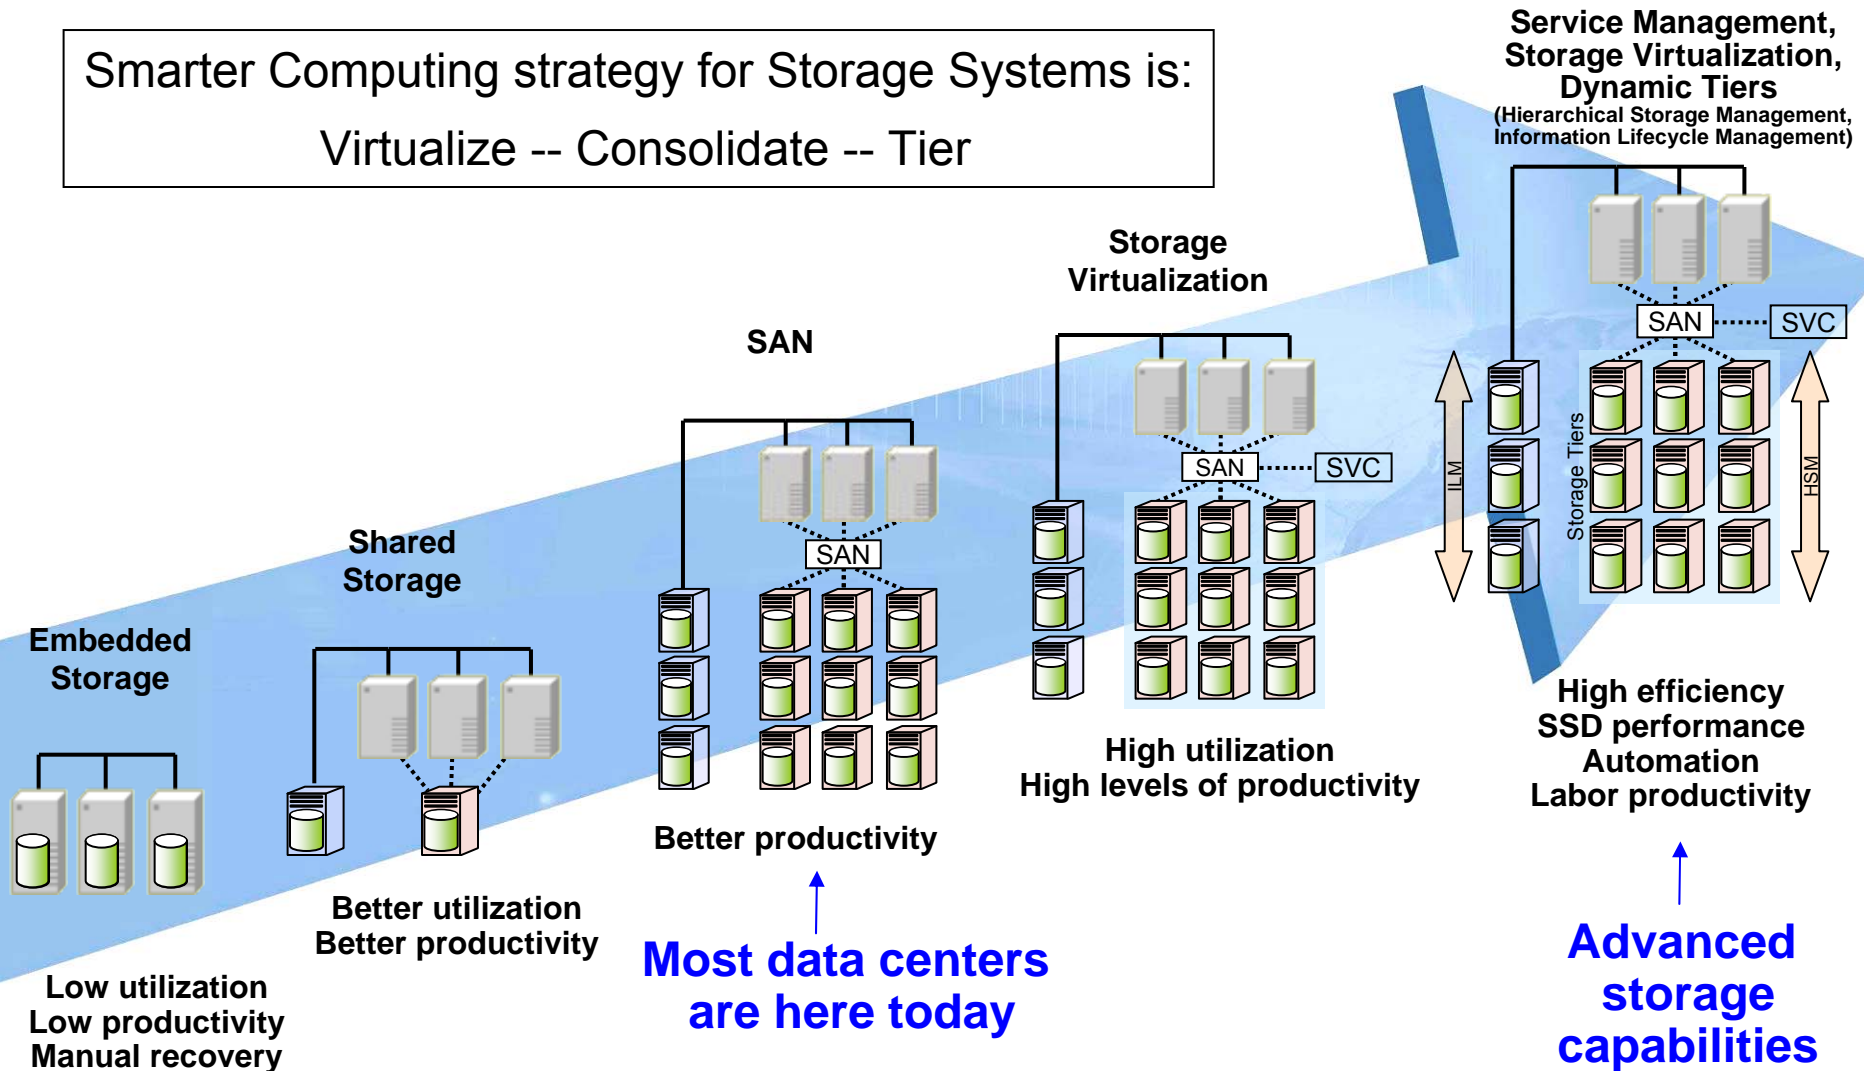 Smarter Computing strategy for Storage Systems is:
Virtualize -- Consolidate -- Tier
Embedded
Storage
Low utilization
Low productivity
Manual recovery
Shared
Storage
Better utilization
Better productivity
SAN
SAN
Better productivity
Most data centers
are here today
Storage
Virtualization
SAN
SVC
High utilization
High levels of productivity
Service Management,
Storage Virtualization,
Dynamic Tiers
(Hierarchical Storage Management,
Information Lifecycle Management)
SAN
SVC
ILM
Storage Tiers
HSM
High efficiency
SSD performance
Automation
Labor productivity
Advanced
storage
capabilities